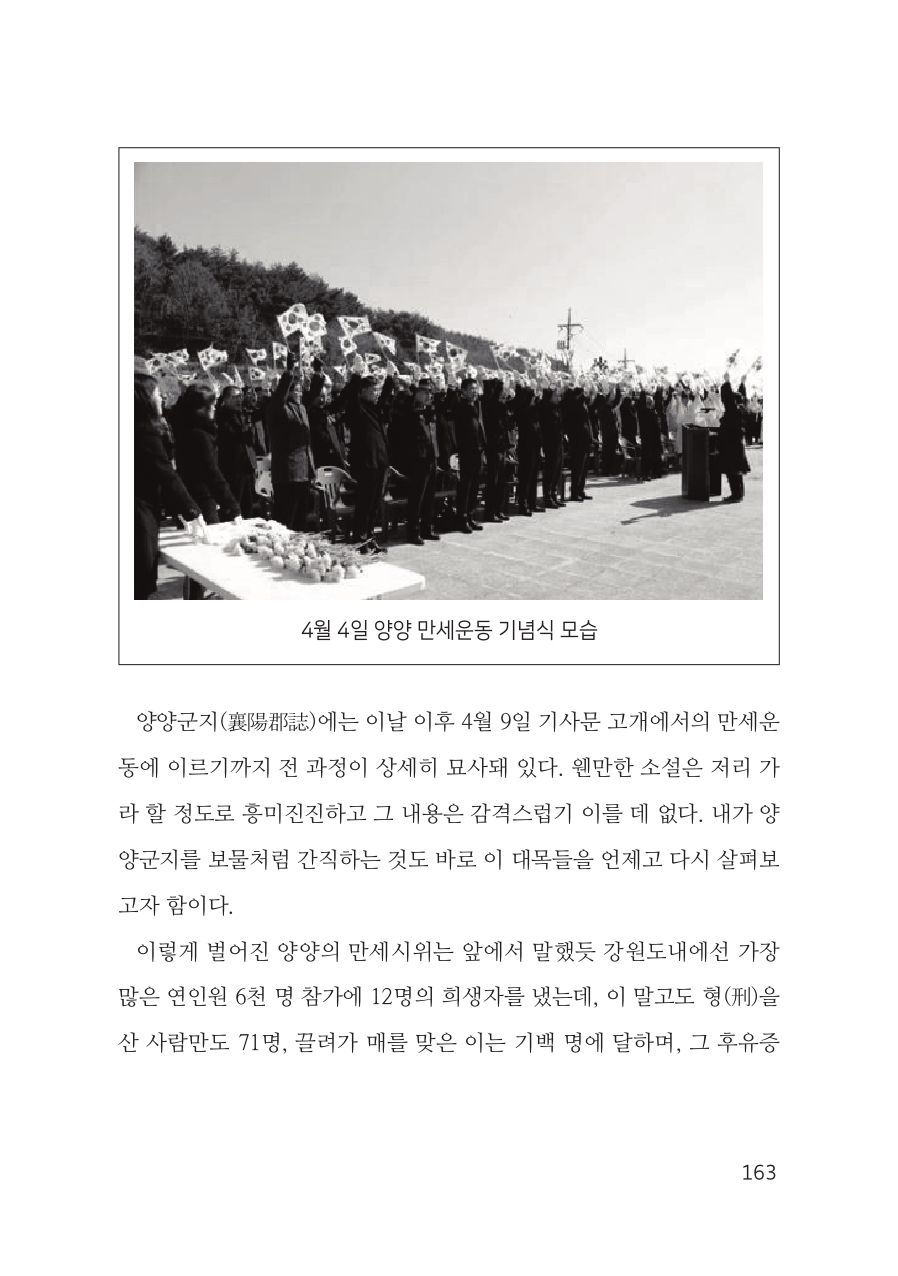 4월 4일 양양 만세운동 기념식 모습
양양군지(襄陽郡誌)에는 이날 이후 4월 9일 기사문 고개에서의 만세운
동에 이르기까지 전 과정이 상세히 묘사돼 있다. 웬만한 소설은 저리 가
라 할 정도로 흥미진진하고 그 내용은 감격스럽기 이를 데 없다. 내가 양
양군지를 보물처럼 간직하는 것도 바로 이 대목들을 언제고 다시 살펴보
고자 함이다.
이렇게 벌어진 양양의 만세시위는 앞에서 말했듯 강원도내에선 가장
많은 연인원 6천 명 참가에 12명의 희생자를 냈는데, 이 말고도 형(刑)을
산 사람만도 71명, 끌려가 매를 맞은 이는 기백 명에 달하며, 그 후유증
163